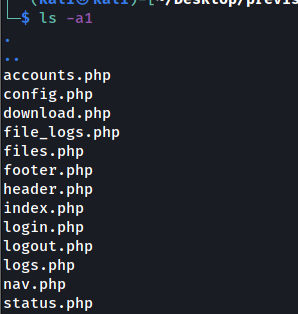 (kali㉿kali)-[~/Desktop/previs
└─$ ls -a1
.
..
accounts.php
config.php
download.php
file_logs.php
files.php
footer.php
header.php
index.php
login.php
logout.php
logs.php
nav.php
status.php